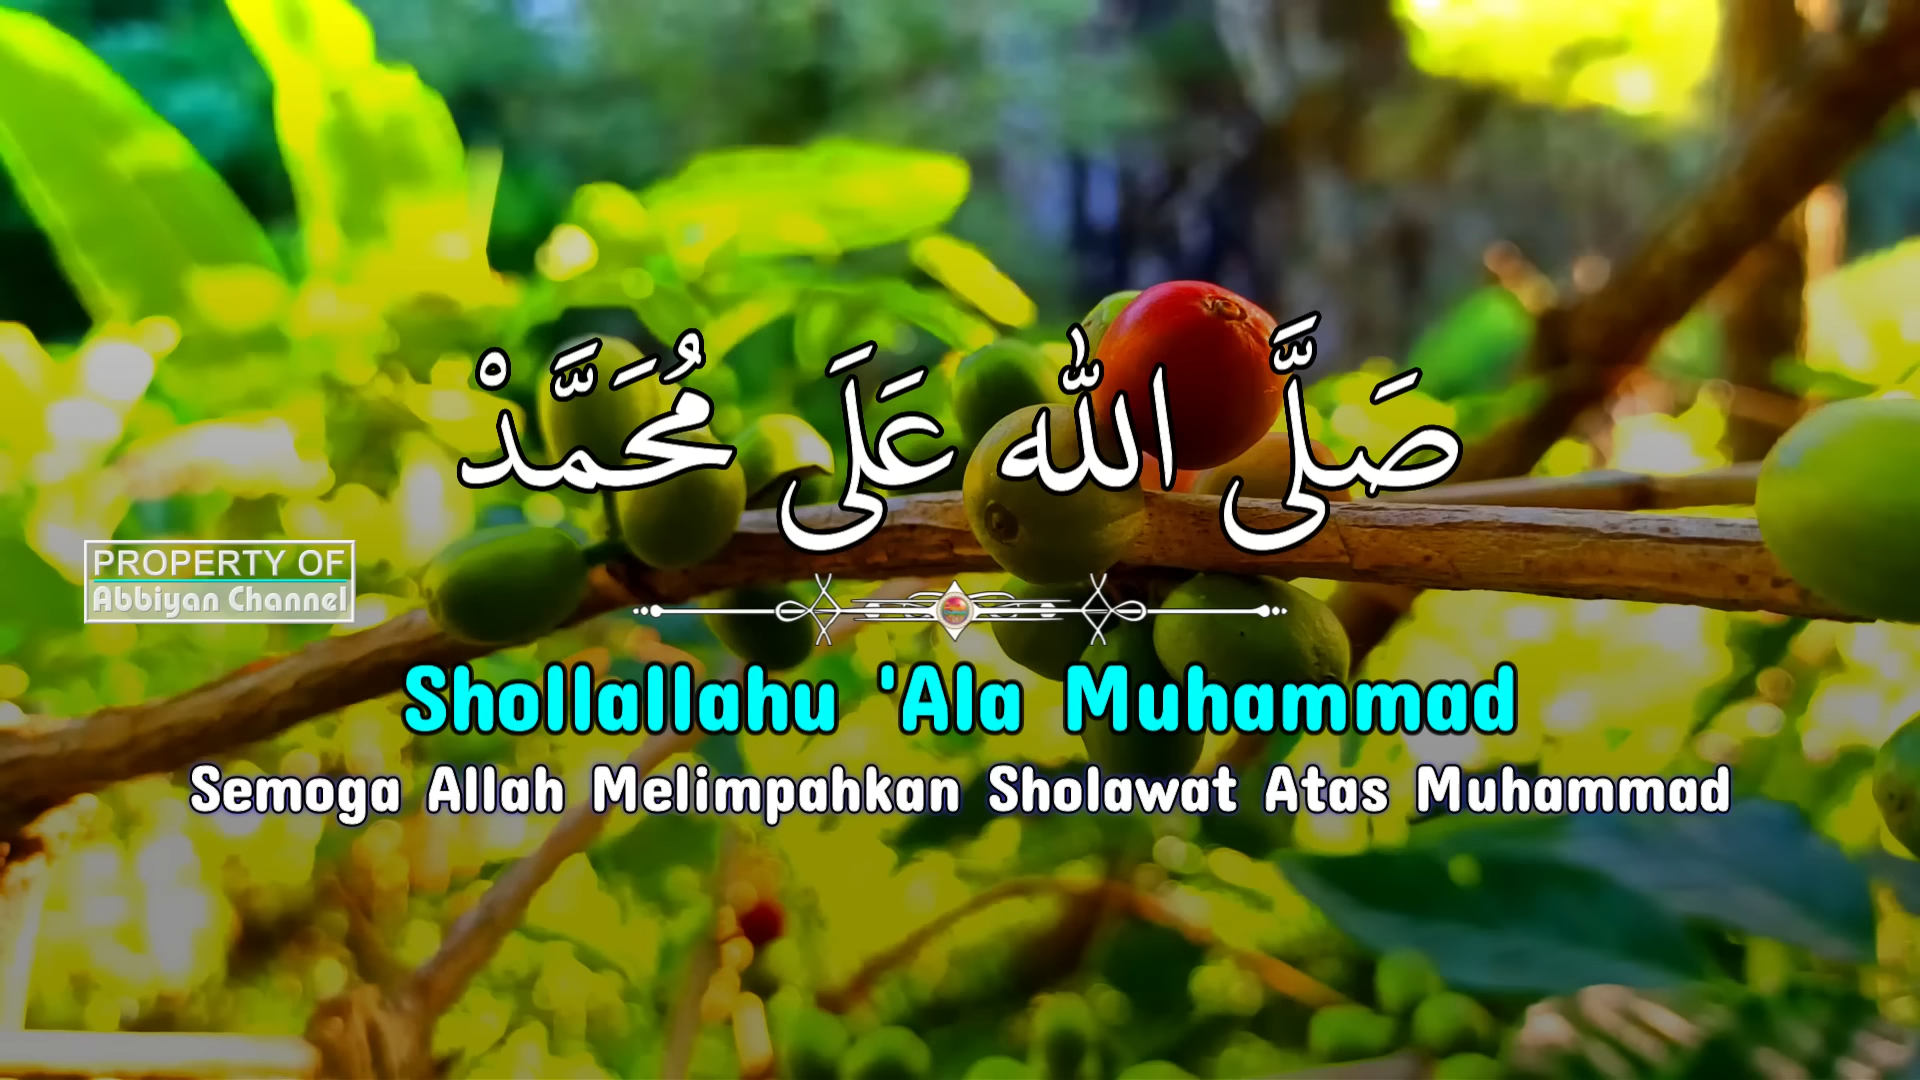 صَلَّى اللّٰه عَلَى مُحَمَّدْ
PROPERTY OF
Abbiyan Channel
Shollallahu 'Ala Muhammad
Semoga Allah Melimpahkan Sholawat Atas Muhammad